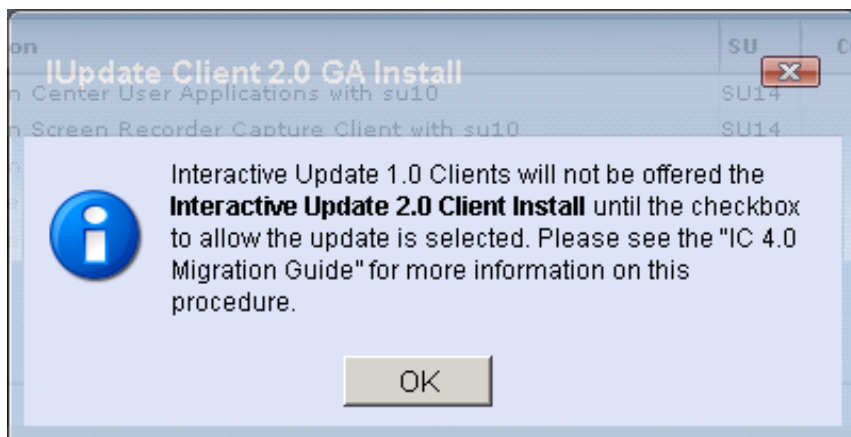 on SU C
IUpdate Client 2.0 GA Install
n Center User Applications with su10 SU14
n Screen Recorder Capture Client with su10 SU14
Interactive Update 1.0 Clients will not be offered the
Interactive Update 2.0 Client Install until the checkbox
to allow the update is selected. Please see the "IC 4.0
Migration Guide" for more information on this
procedure.
OK